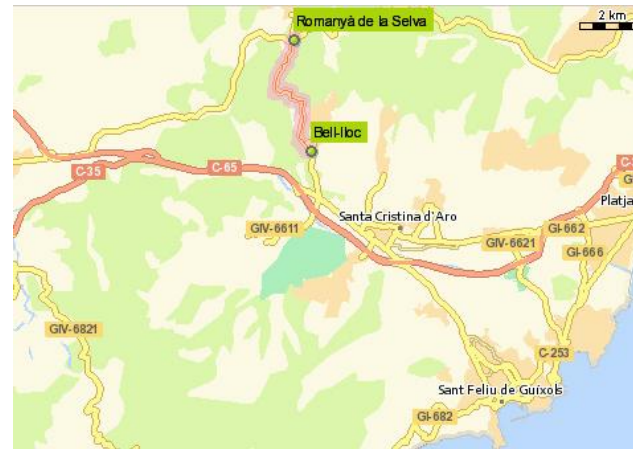 Romanyà de la Selva
2 km
Bell-lloc
C-35
C-65
Santa Cristina d'Aro
GIV-6611
GI-662
Platja
GIV-6621
GI-666
GIV-6821
C-253
Sant Feliu de Guíxols
GI-682